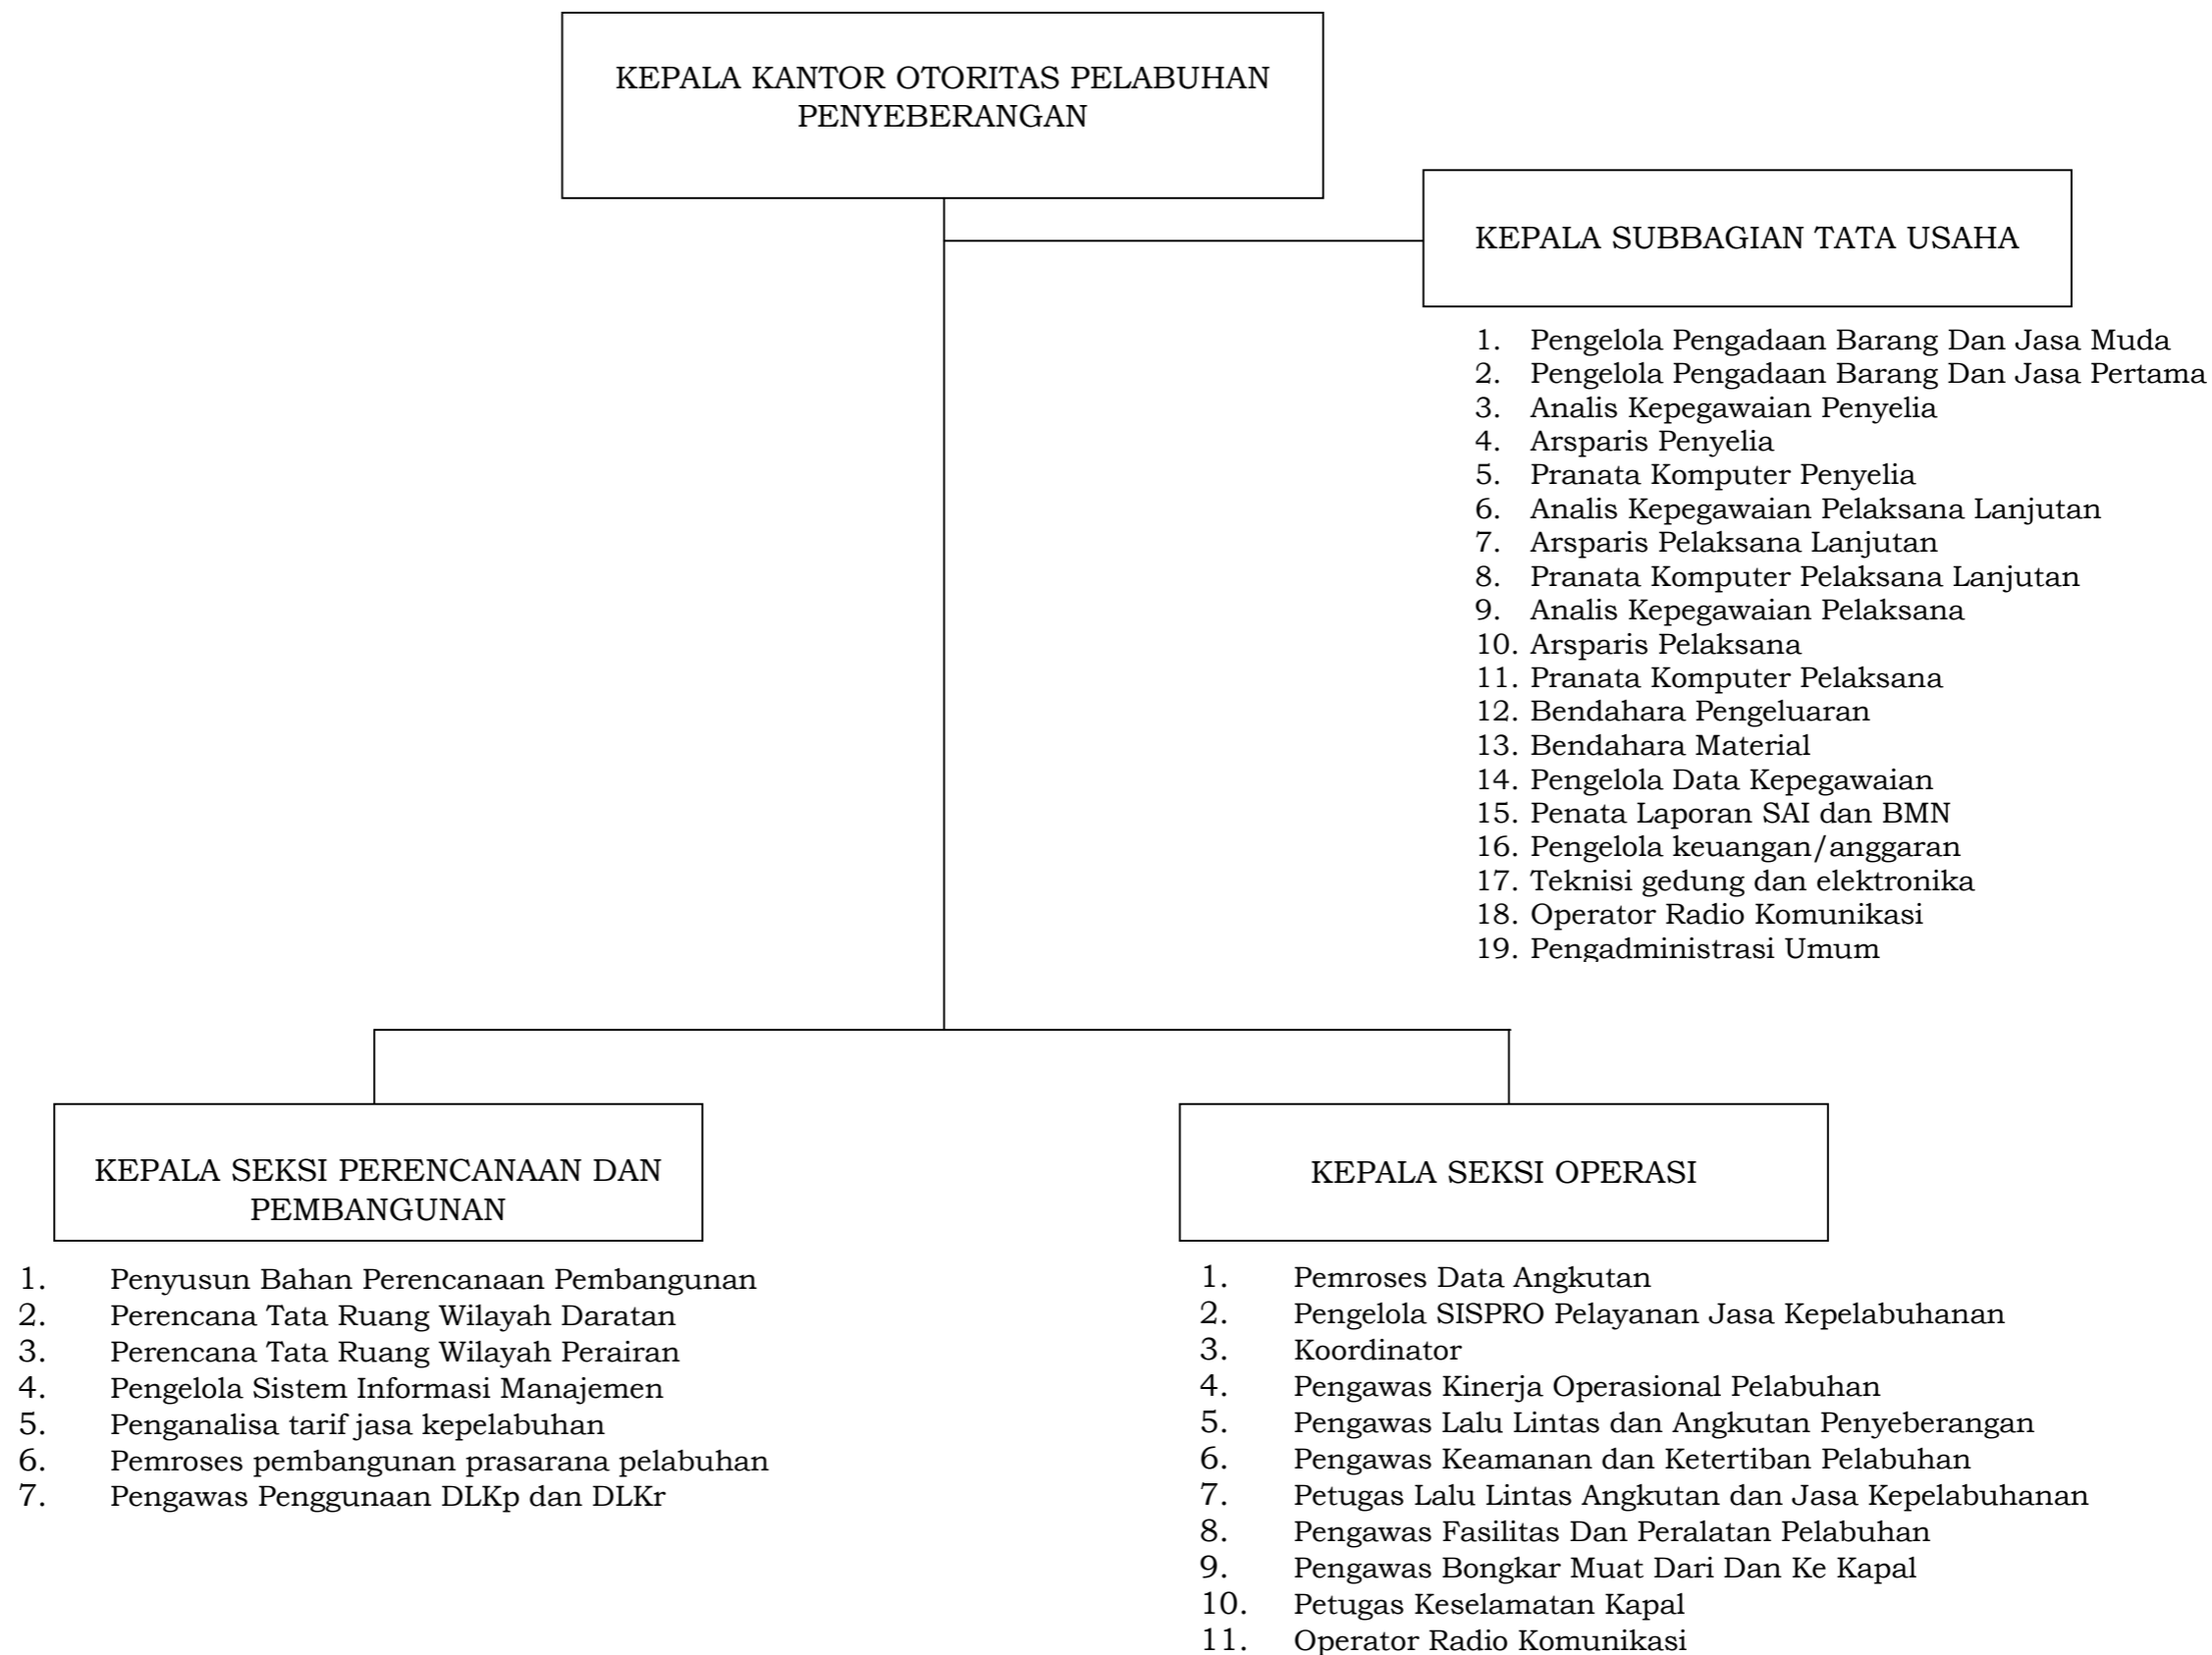 KEPALA KANTOR OTORITAS PELABUHAN
PENYEBERANGAN
KEPALA SUBBAGIAN TATA USAHA
1. Pengelola Pengadaan Barang Dan Jasa Muda
2. Pengelola Pengadaan Barang Dan Jasa Pertama
3. Analis Kepegawaian Penyelia
4. Arsparis Penyelia
5. Pranata Komputer Penyelia
6. Analis Kepegawaian Pelaksana Lanjutan
7. Arsparis Pelaksana Lanjutan
8. Pranata Komputer Pelaksana Lanjutan
9. Analis Kepegawaian Pelaksana
10. Arsparis Pelaksana
11. Pranata Komputer Pelaksana
12. Bendahara Pengeluaran
13. Bendahara Material
14. Pengelola Data Kepegawaian
15. Penata Laporan SAI dan BMN
16. Pengelola keuangan/anggaran
17. Teknisi gedung dan elektronika
18. Operator Radio Komunikasi
19. Pengadministrasi Umum
KEPALA SEKSI PERENCANAAN DAN
PEMBANGUNAN
1. Penyusun Bahan Perencanaan Pembangunan
2. Perencana Tata Ruang Wilayah Daratan
3. Perencana Tata Ruang Wilayah Perairan
4. Pengelola Sistem Informasi Manajemen
5. Penganalisa tarif jasa kepelabuhan
6. Pemroses pembangunan prasarana pelabuhan
7. Pengawas Penggunaan DLKp dan DLKr
KEPALA SEKSI OPERASI
1. Pemroses Data Angkutan
2. Pengelola SISPRO Pelayanan Jasa Kepelabuhanan
3. Koordinator
4. Pengawas Kinerja Operasional Pelabuhan
5. Pengawas Lalu Lintas dan Angkutan Penyeberangan
6. Pengawas Keamanan dan Ketertiban Pelabuhan
7. Petugas Lalu Lintas Angkutan dan Jasa Kepelabuhanan
8. Pengawas Fasilitas Dan Peralatan Pelabuhan
9. Pengawas Bongkar Muat Dari Dan Ke Kapal
10. Petugas Keselamatan Kapal
11. Operator Radio Komunikasi